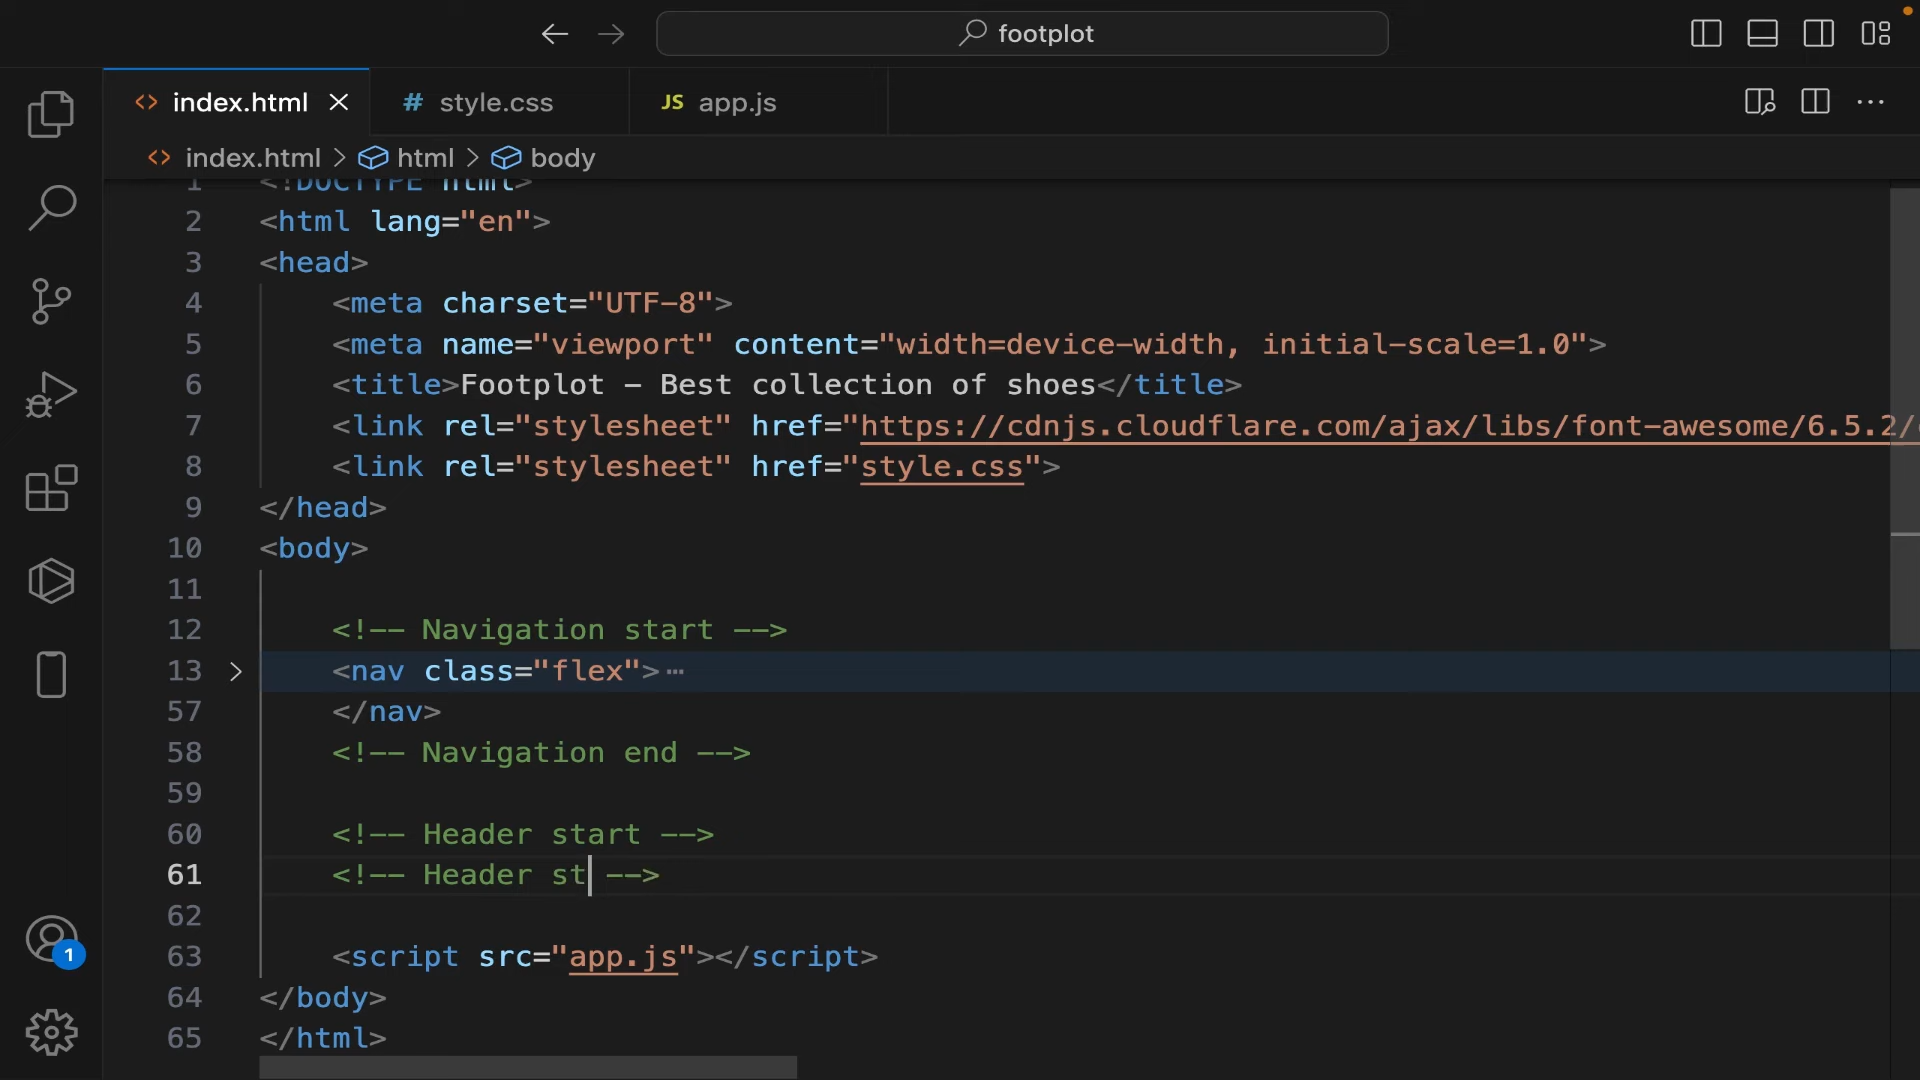 footplot
index.html
# style.css
JS app.js
index.html > html > body
1 <!DOCTYPE html>
2 <html lang="en">
3 <head>
4 <meta charset="UTF-8">
5 <meta name="viewport" content="width=device-width, initial-scale=1.0">
6 <title>Footplot - Best collection of shoes</title>
7 <link rel="stylesheet" href="https://cdnjs.cloudflare.com/ajax/libs/font-awesome/6.5.2/
8 <link rel="stylesheet" href="style.css">
9 </head>
10 <body>
11
12 <!-- Navigation start -->
13 <nav class="flex">⋯
57 </nav>
58 <!-- Navigation end -->
59
60 <!-- Header start -->
61 <!-- Header st -->
62
63 <script src="app.js"></script>
64 </body>
65 </html>
1